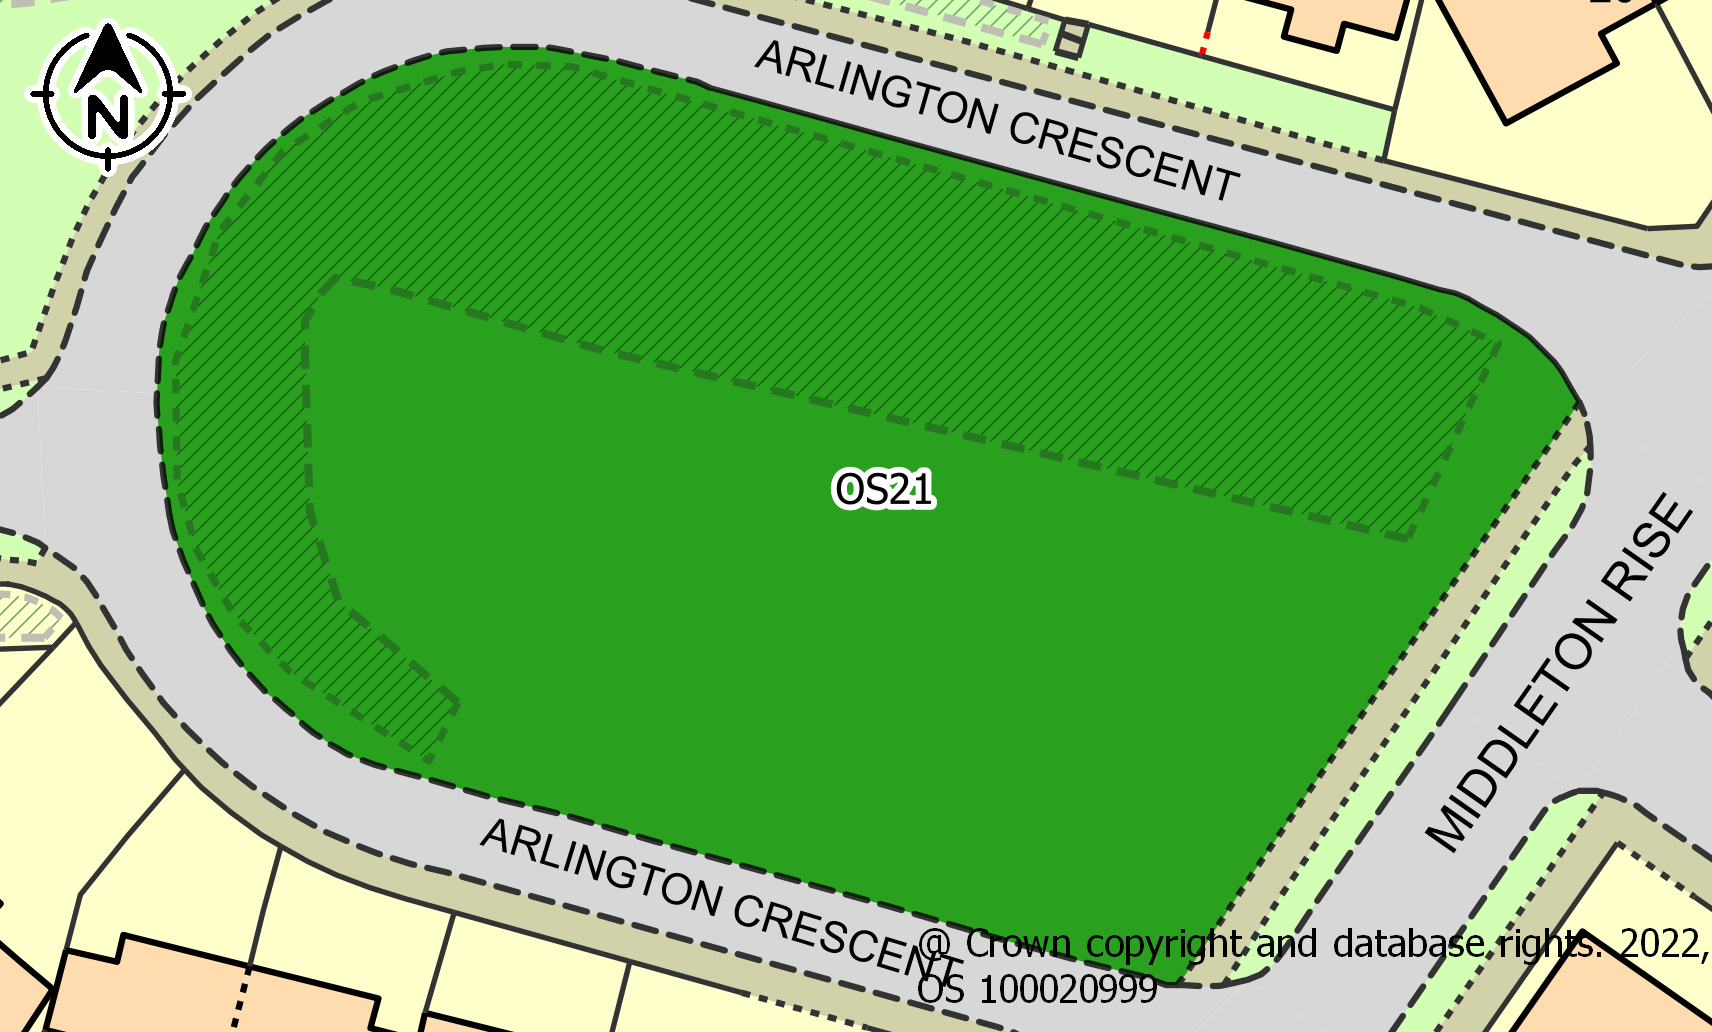 N
ARLINGTON CRESCENT
OS21
MIDDLETON RISE
ARLINGTON CRESCENT
@ Crown copyright and database rights. 2022,
OS 100020999